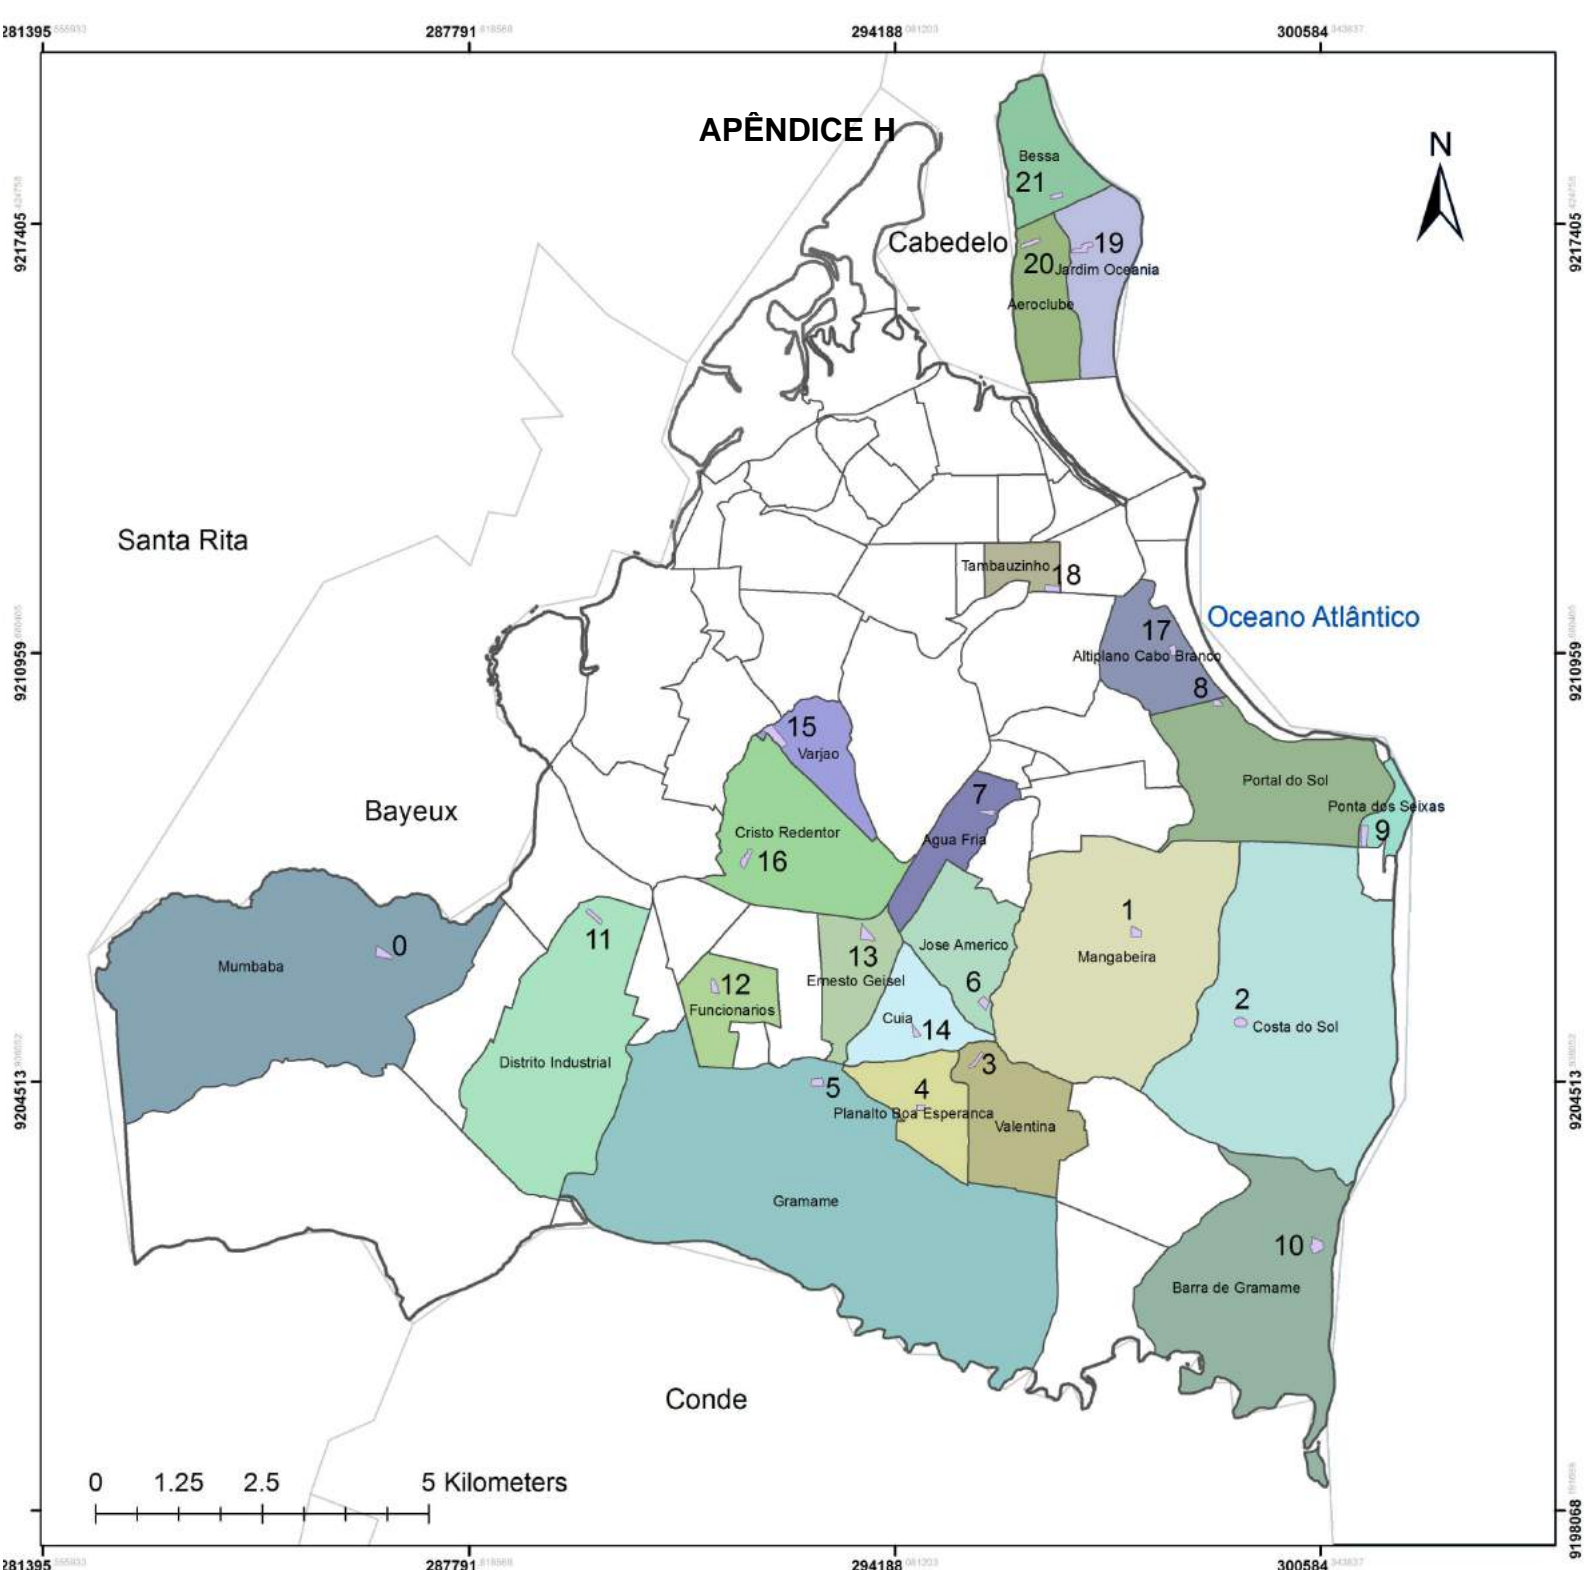 281395 287791 294188 300584
APÊNDICE H
N
Bessa
21
9217405
9217405
Cabedelo
19
20
Jardim Oceania
Aeroclube
Santa Rita
Tambauzinho
18
Oceano Atlântico
17
9210959
9210959
Altiplano Cabo Branco
8
15
Varjao
Portal do Sol
7
Bayeux
Ponta dos Seixas
Cristo Redentor
9
Agua Fria
16
1
11
0
Jose Americo
13
Mangabeira
Mumbaba
6
Ernesto Geisel
12
2
Funcionarios
Cuia
14
Costa do Sol
Distrito Industrial
3
9204513
9204513
5
4
Planalto Boa Esperanca
Valentina
Gramame
10
Barra de Gramame
Conde
0 1.25 2.5 5 Kilometers
9198068
281395 287791 294188 300584